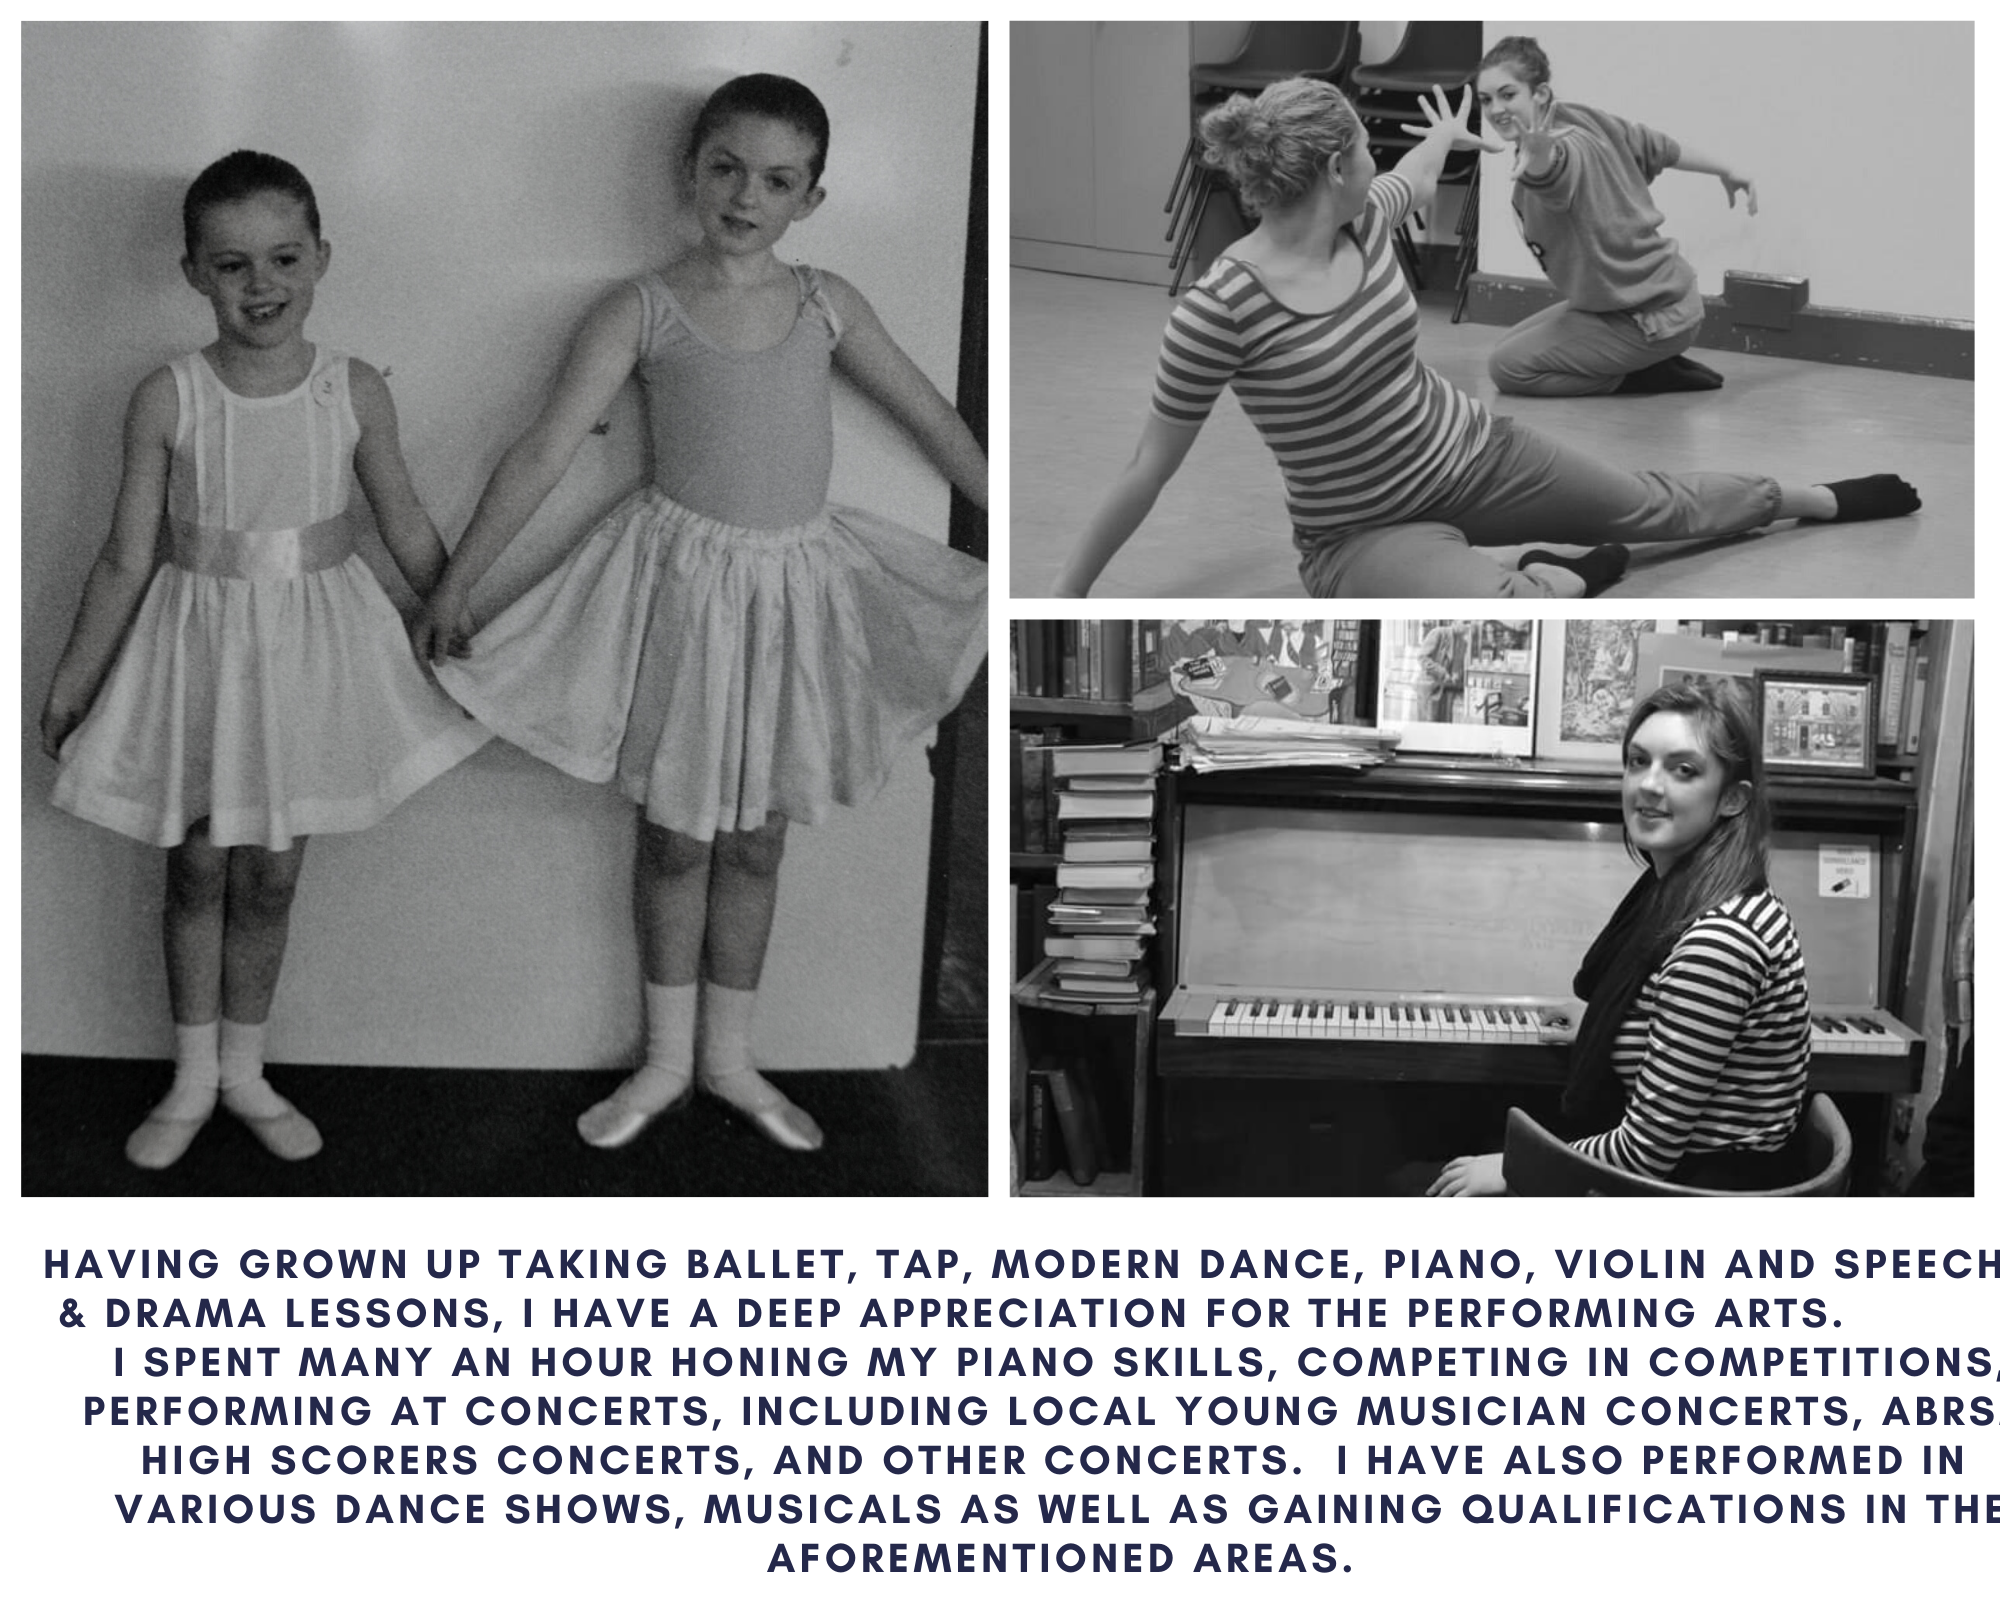 HAVING GROWN UP TAKING BALLET, TAP, MODERN DANCE, PIANO, VIOLIN AND SPEECH
& DRAMA LESSONS, I HAVE A DEEP APPRECIATION FOR THE PERFORMING ARTS.
I SPENT MANY AN HOUR HONING MY PIANO SKILLS, COMPETING IN COMPETITIONS,
PERFORMING AT CONCERTS, INCLUDING LOCAL YOUNG MUSICIAN CONCERTS,
HIGH SCORERS CONCERTS, AND OTHER CONCERTS. I HAVE ALSO PERFORMED IN
VARIOUS DANCE SHOWS, MUSICALS AS WELL AS GAINING QUALIFICATIONS IN THE
AFOREMENTIONED AREAS.